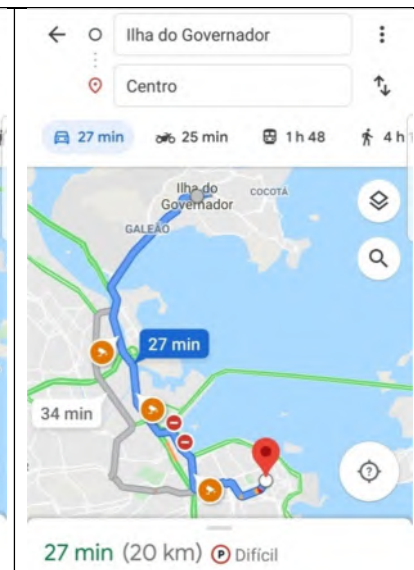 Ilha do Governador
Centro
27 min
25 min
1 h 48
4 h
Ilha do
Governador
COCOTÁ
GALEÃO
27 min
34 min
27 min (20 km) P Difícil